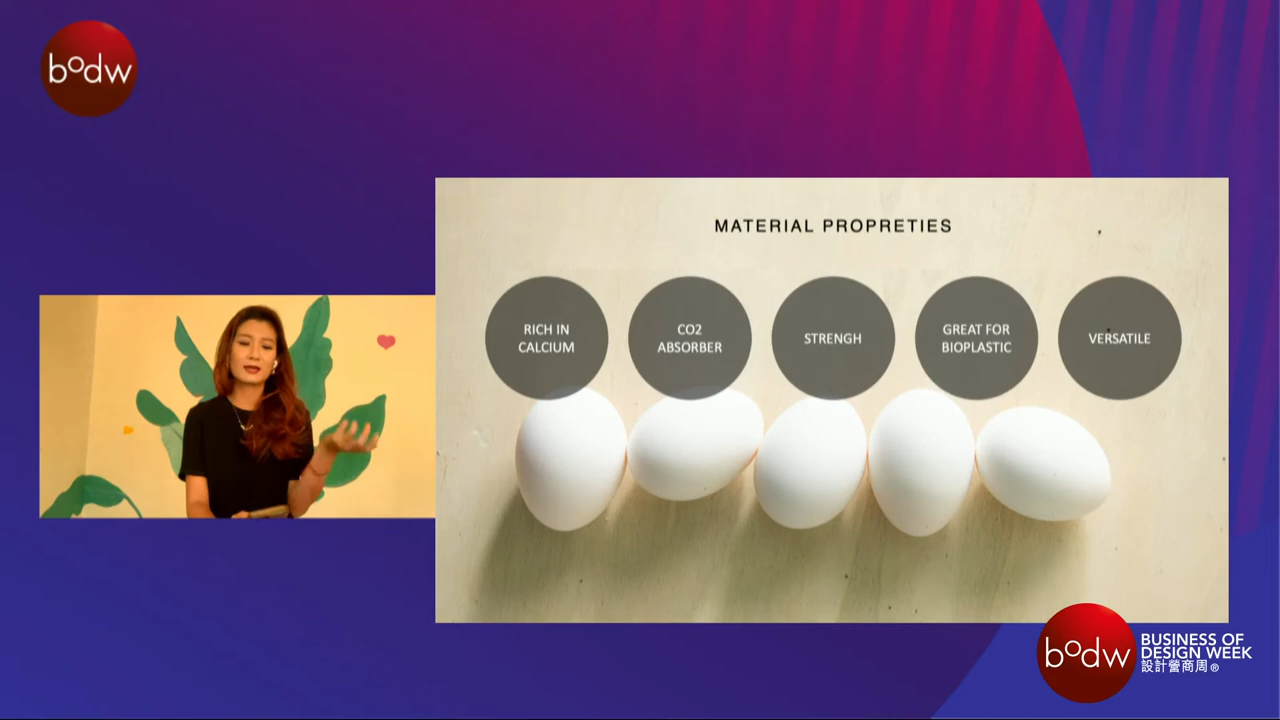 bodw
MATERIAL PROPRETIES
RICH IN
CALCIUM
CO2
ABSORBER
STRENGH
GREAT FOR
BIOPLASTIC
VERSATILE
bodw
BUSINESS OF
DESIGN WEEK
設計營商周®